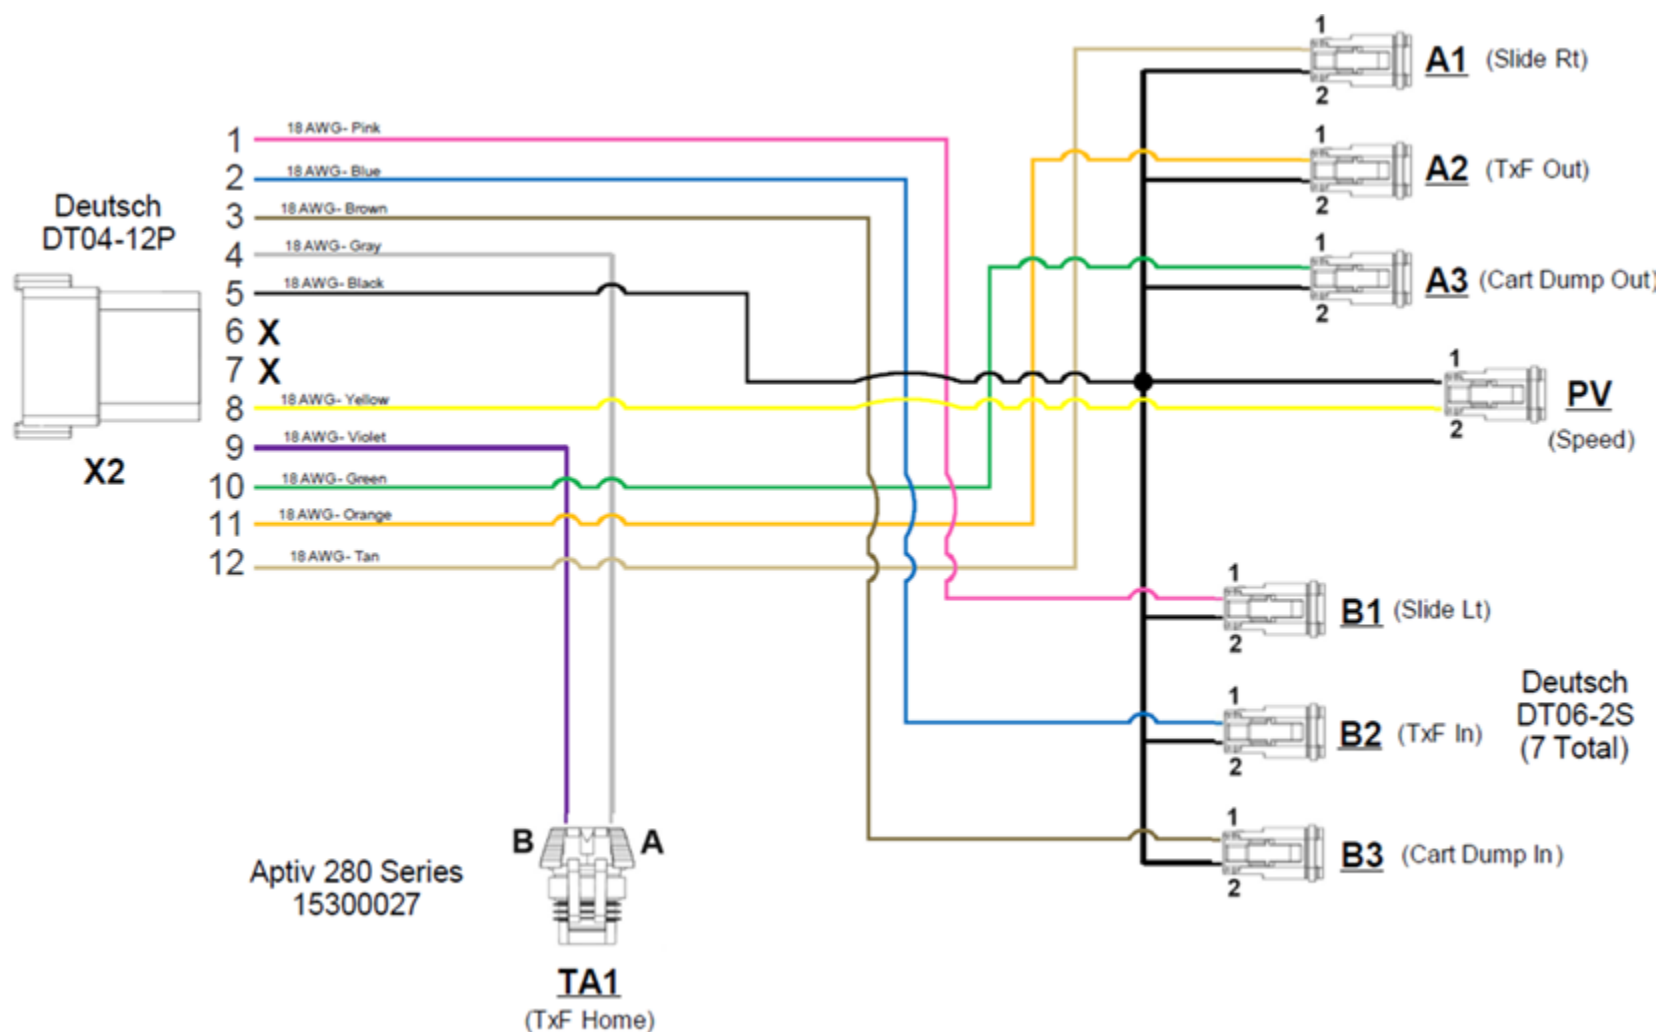 Deutsch
DT04-12P
X2
1
18 AWG- Pink
2
18 AWG- Blue
3
18 AWG- Brown
4
18 AWG- Gray
5
18 AWG- Black
6 X
7 X
8
18 AWG- Yellow
9
18 AWG- Violet
10
18 AWG- Green
11
18 AWG- Orange
12
18 AWG- Tan
1
A1 (Slide Rt)
2
1
A2 (TxF Out)
2
1
A3 (Cart Dump Out)
2
1
PV
2
(Speed)
1
B1 (Slide Lt)
2
1
B2 (TxF In)
2
1
B3 (Cart Dump In)
2
Deutsch
DT06-2S
(7 Total)
B A
Aptiv 280 Series
15300027
TA1
(TxF Home)